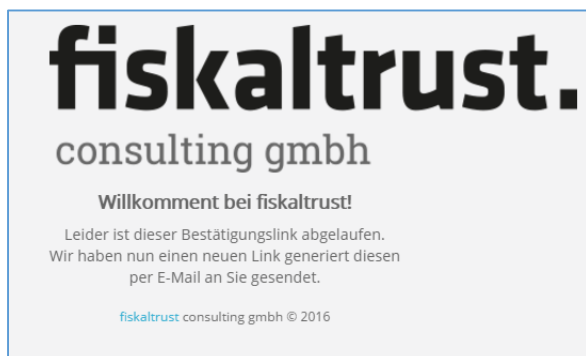 fiskaltrust.
consulting gmbh
Willkomment bei fiskaltrust!
Leider ist dieser Bestätigungslink abgelaufen.
Wir haben nun einen neuen Link generiert diesen
per E-Mail an Sie gesendet.
fiskaltrust consulting gmbh © 2016